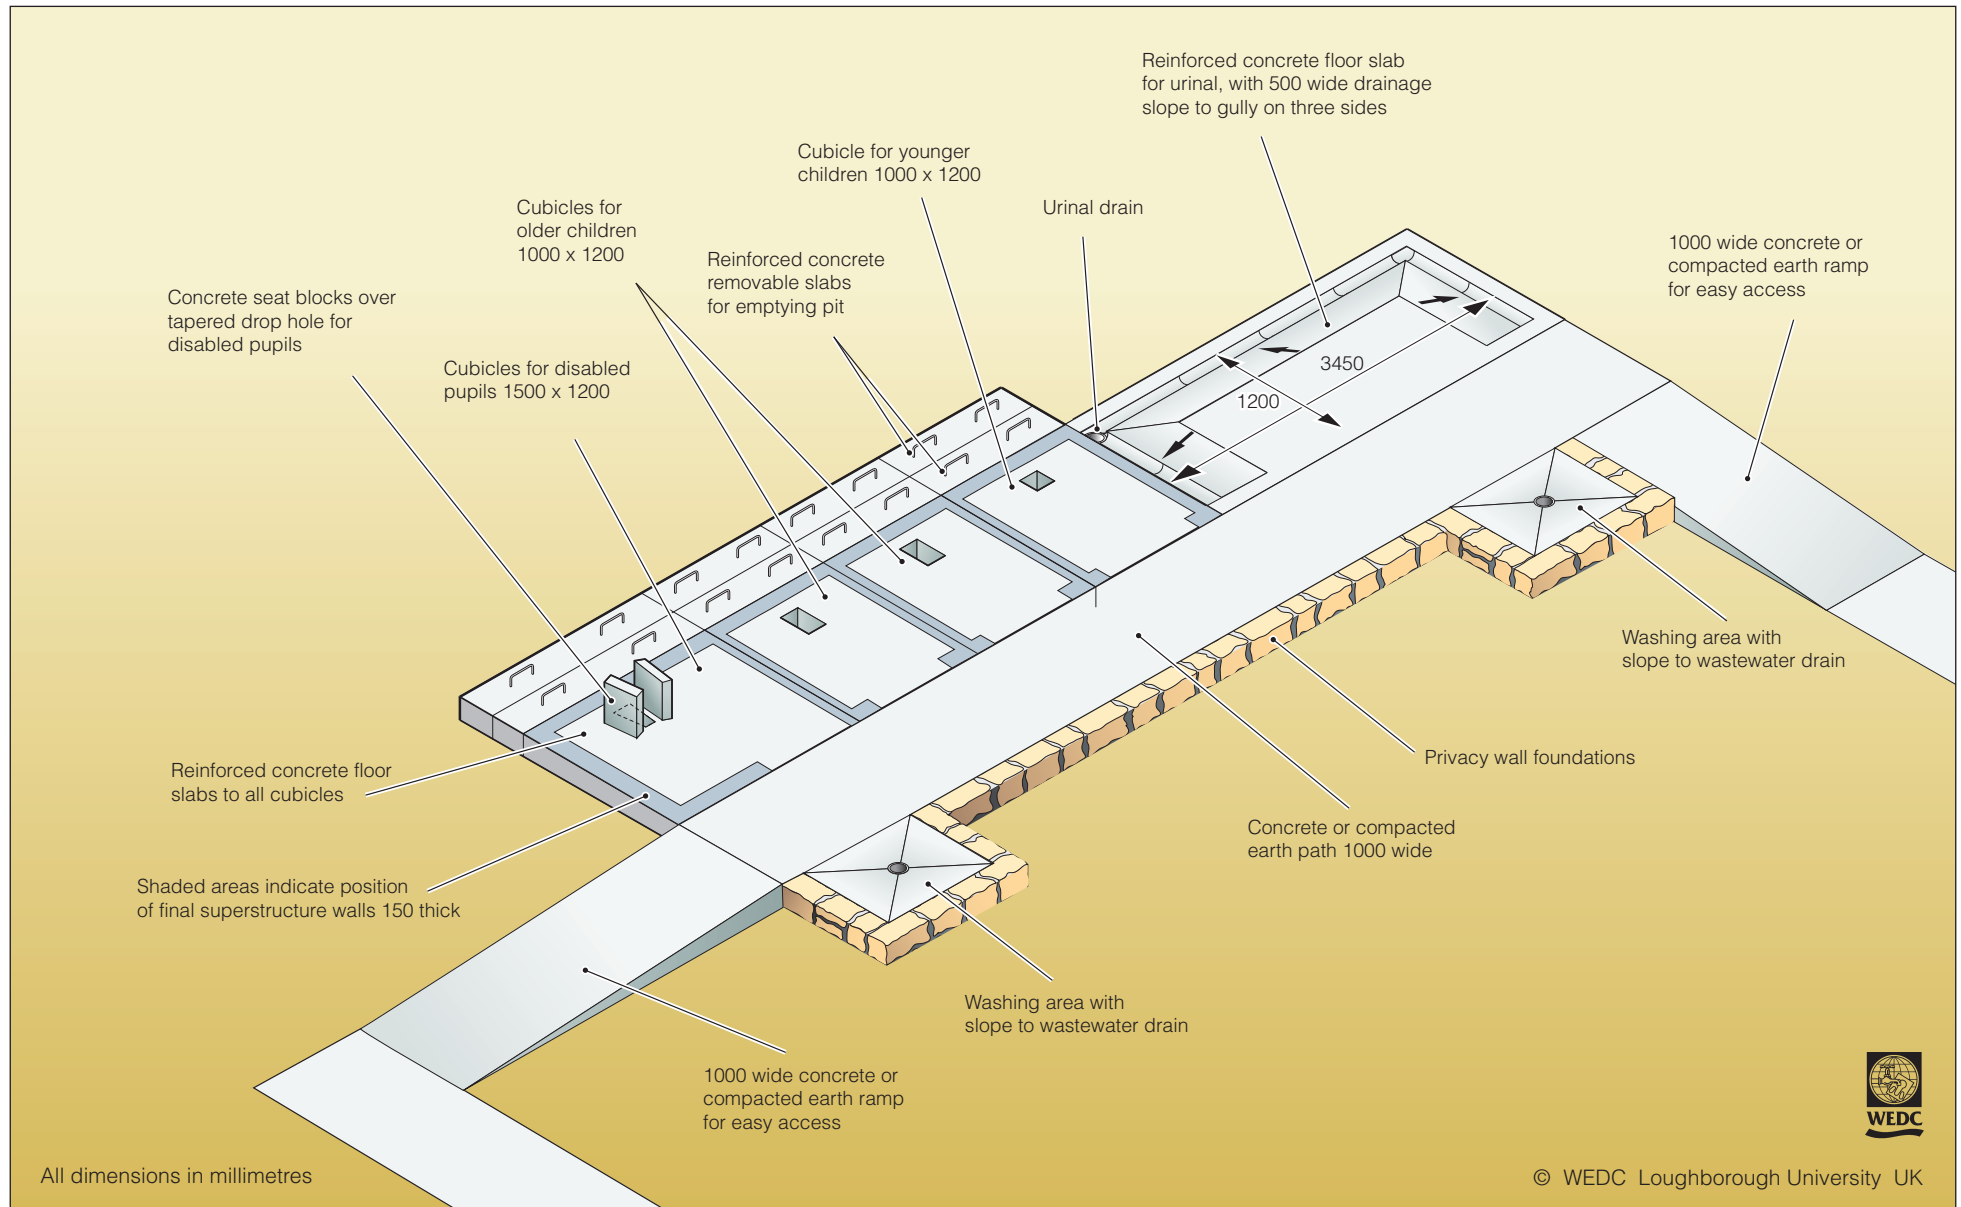 Reinforced concrete floor slab
for urinal, with 500 wide drainage
slope to gully on three sides
Cubicle for younger
children 1000 x 1200
Cubicles for
older children
1000 x 1200
Urinal drain
1000 wide concrete or
compacted earth ramp
for easy access
Reinforced concrete
removable slabs
for emptying pit
Concrete seat blocks over
tapered drop hole for
disabled pupils
Cubicles for disabled
pupils 1500 x 1200
3450
1200
Washing area with
slope to wastewater drain
Privacy wall foundations
Reinforced concrete floor
slabs to all cubicles
Concrete or compacted
earth path 1000 wide
Shaded areas indicate position
of final superstructure walls 150 thick
Washing area with
slope to wastewater drain
1000 wide concrete or
compacted earth ramp
for easy access
WEDC
All dimensions in millimetres
© WEDC Loughborough University UK